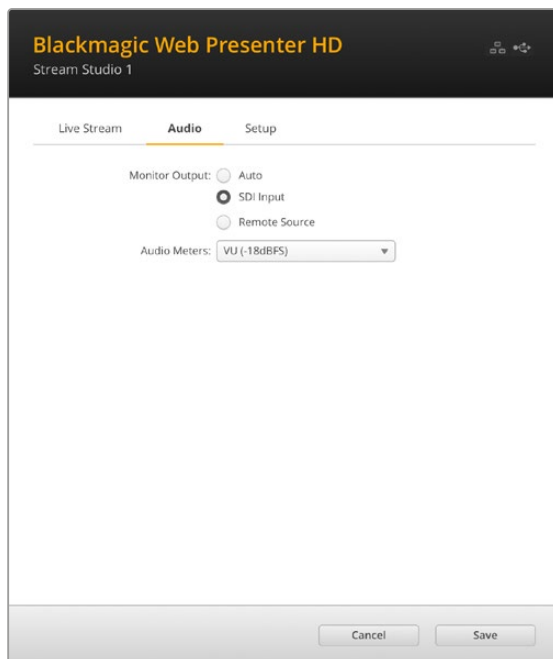 Blackmagic Web Presenter HD
Stream Studio 1
Live Stream Audio Setup
Monitor Output: Auto
SDI Input
Remote Source
Audio Meters: VU (-18dBFS)
Cancel Save